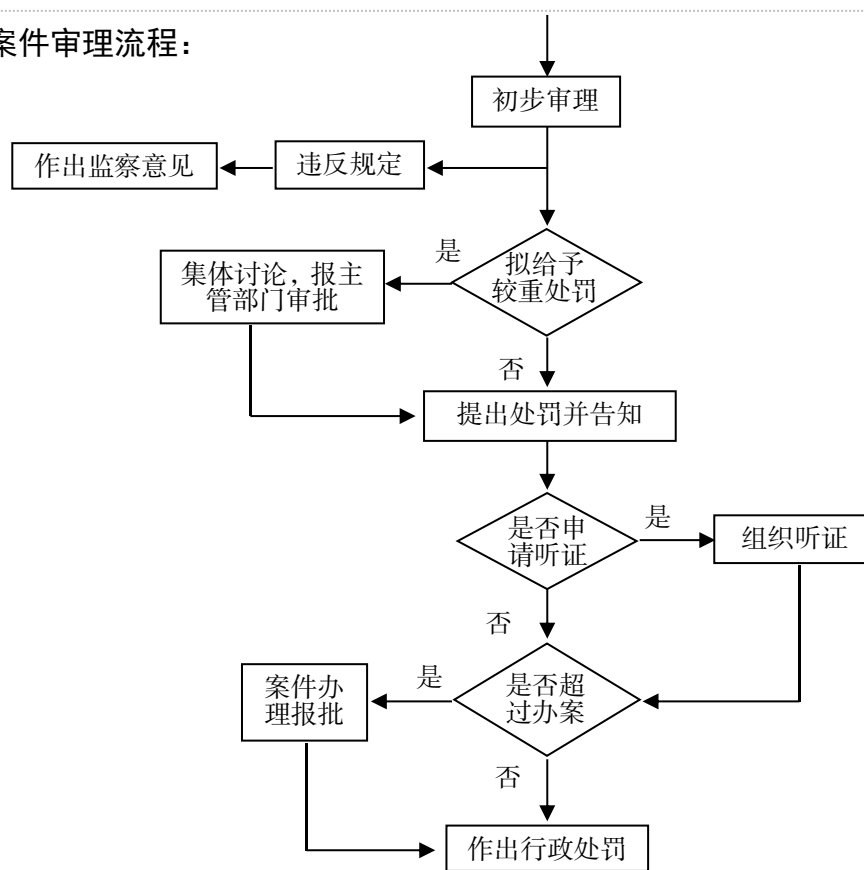 案件审理流程：
初步审理
作出监察意见
违反规定
是
拟给予
较重处罚
集体讨论，报主
管部门审批
否
提出处罚并告知
是否申
请听证
是
组织听证
否
是否超
过办案
是
案件办
理报批
否
作出行政处罚